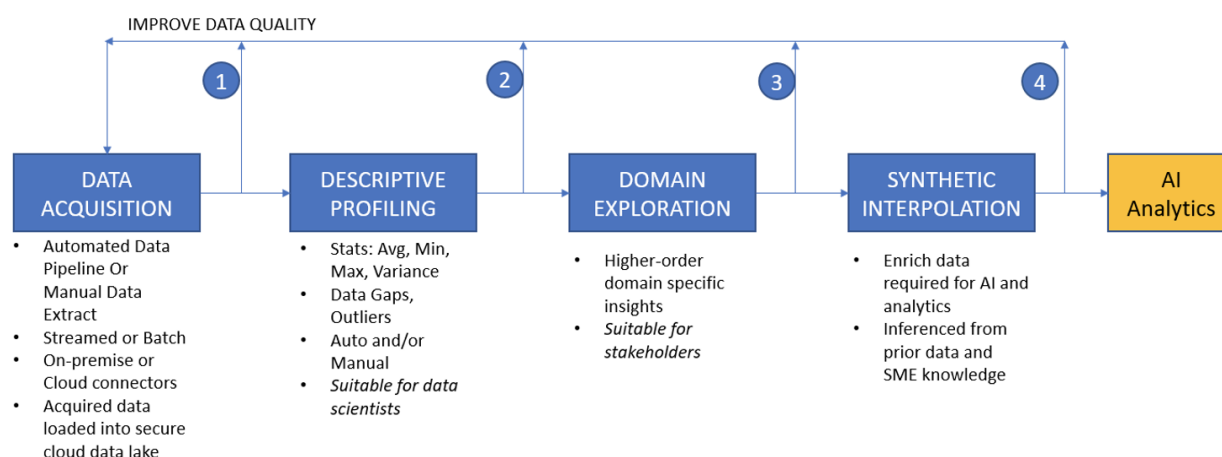 IMPROVE DATA QUALITY
1
2
3
4
DATA
ACQUISITION
• Automated Data
Pipeline Or
Manual Data
Extract
• Streamed or Batch
• On-premise or
Cloud connectors
• Acquired data
loaded into secure
cloud data lake
DESCRIPTIVE
PROFILING
• Stats: Avg, Min,
Max, Variance
• Data Gaps,
Outliers
• Auto and/or
Manual
• Suitable for data
scientists
DOMAIN
EXPLORATION
• Higher-order
domain specific
insights
• Suitable for
stakeholders
SYNTHETIC
INTERPOLATION
• Enrich data
required for AI and
analytics
• Inferenced from
prior data and
SME knowledge
AI
Analytics